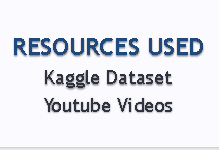 RESOURCES USED
Kaggle Dataset
Youtube Videos